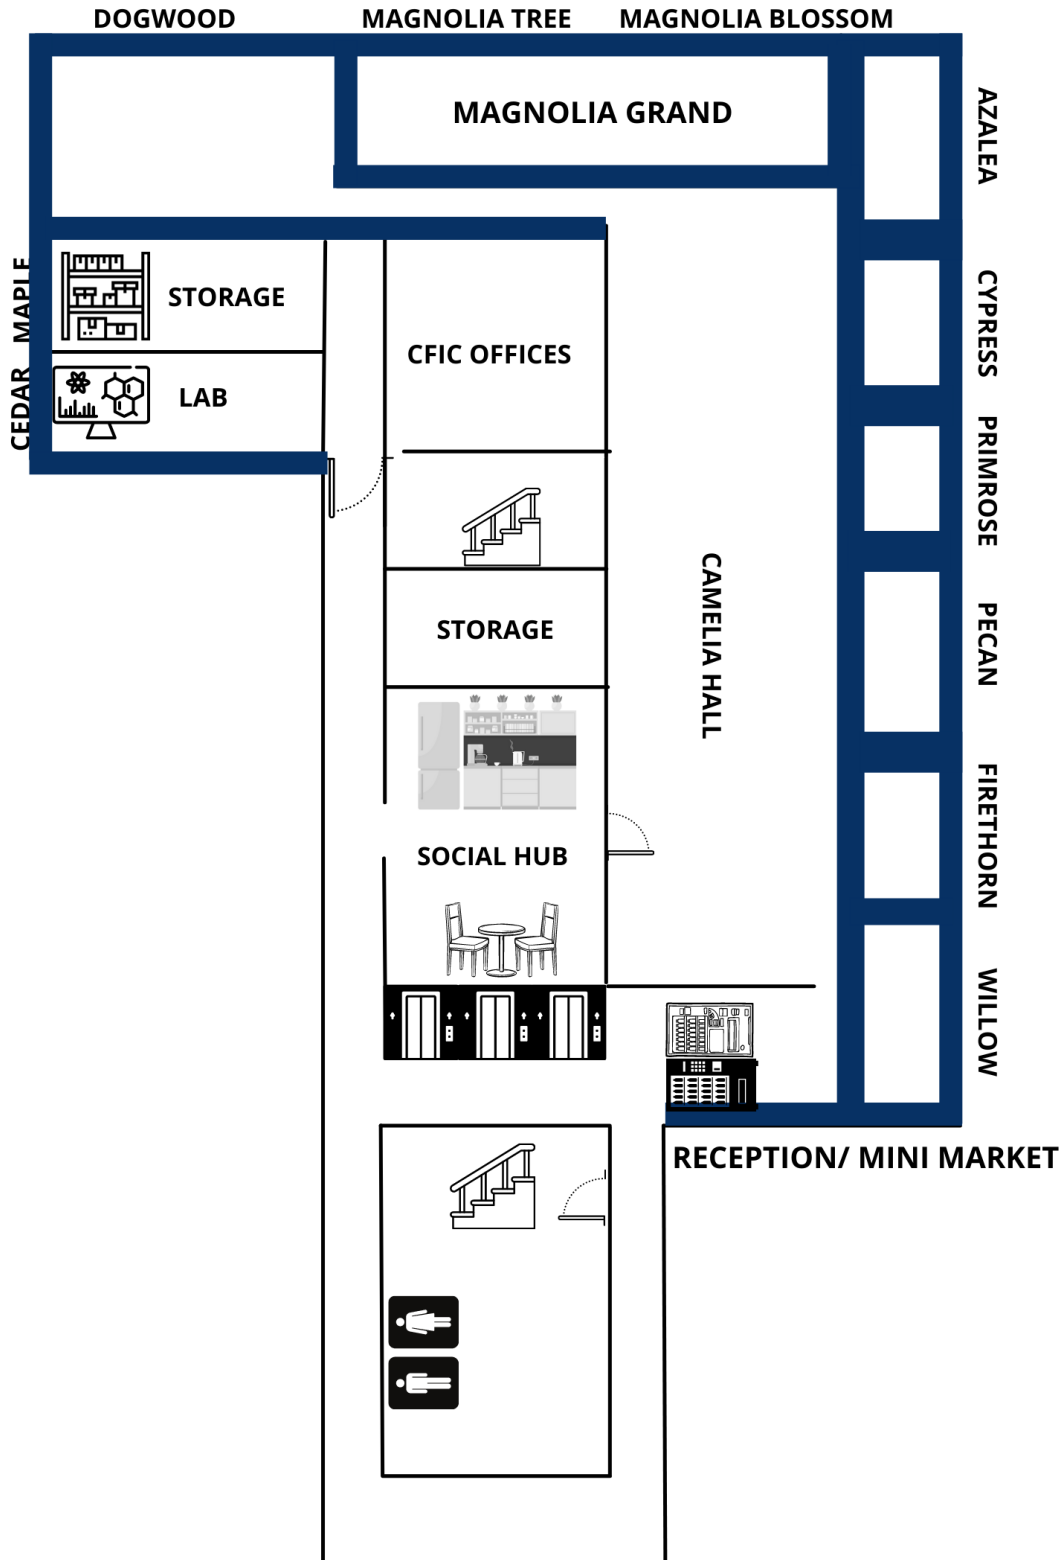 DOGWOOD
MAGNOLIA TREE
MAGNOLIA BLOSSOM
MAGNOLIA GRAND
AZALEA
MAPLE
STORAGE
CYPRESS
CFIC OFFICES
CEDAR
LAB
PRIMROSE
CAMELIA HALL
STORAGE
PECAN
FIRETHORN
SOCIAL HUB
WILLOW
RECEPTION/ MINI MARKET